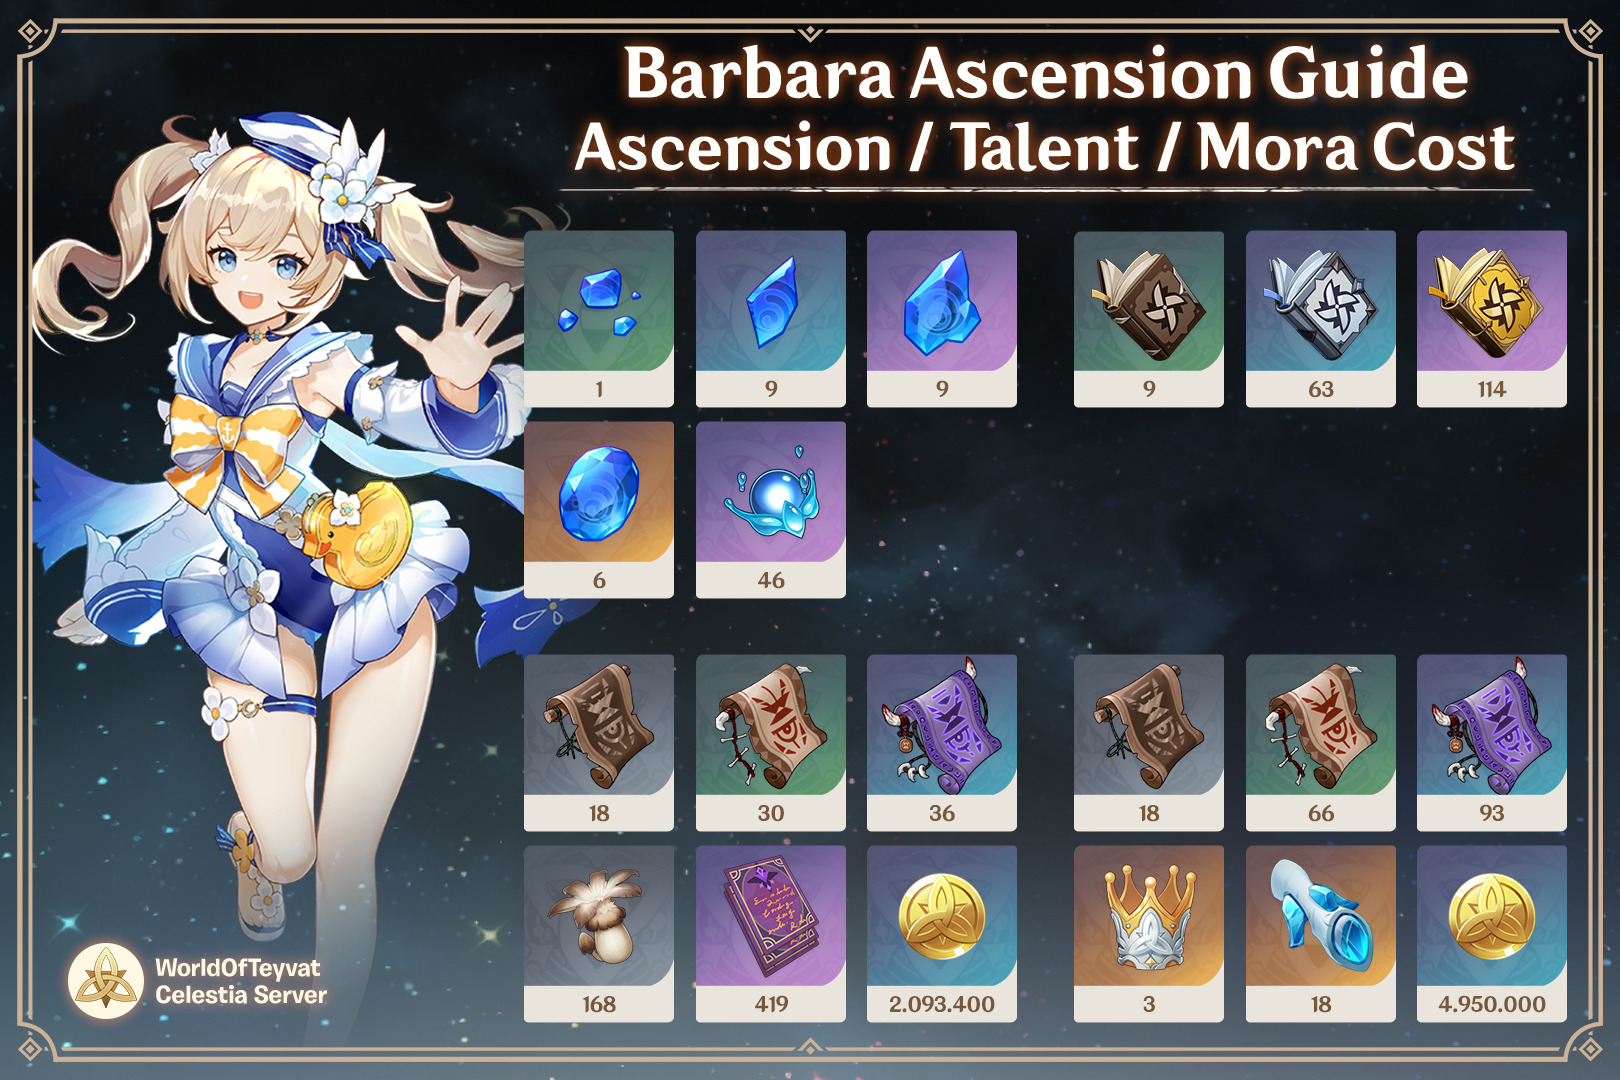 Barbara Ascension Guide
Ascension / Talent / Mora Cost
1 9 9 9 63 114
6 46
18 30 36 18 66 93
168 419 2.093.400 3 18 4.950.000
WorldOfTeyvat
Celestia Server